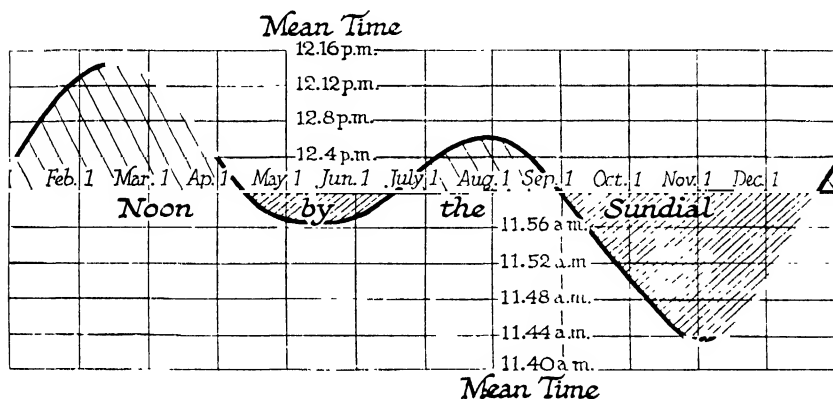 Mean Time
12.16 p.m.
12.12 p.m.
12.8 p.m.
12.4 p.m.
Feb. 1 Mar. 1 Ap. 1 May. 1 Jun. 1 July 1 Aug. 1 Sep. 1 Oct. 1 Nov. 1 Dec. 1
Noon by the Sundial
11.56 a.m.
11.52 a.m
11.48 a.m.
11.44 a.m.
11.40 a.m.
Mean Time